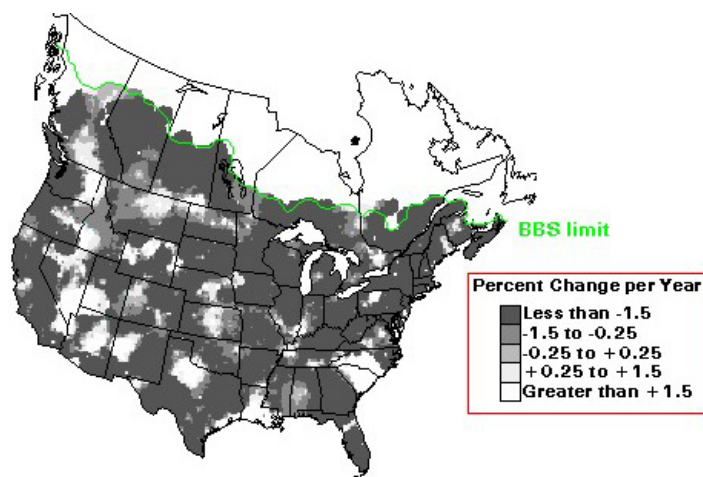 BBS limit
Percent Change per Year
Less than -1.5
-1.5 to -0.25
-0.25 to +0.25
+0.25 to +1.5
Greater than +1.5